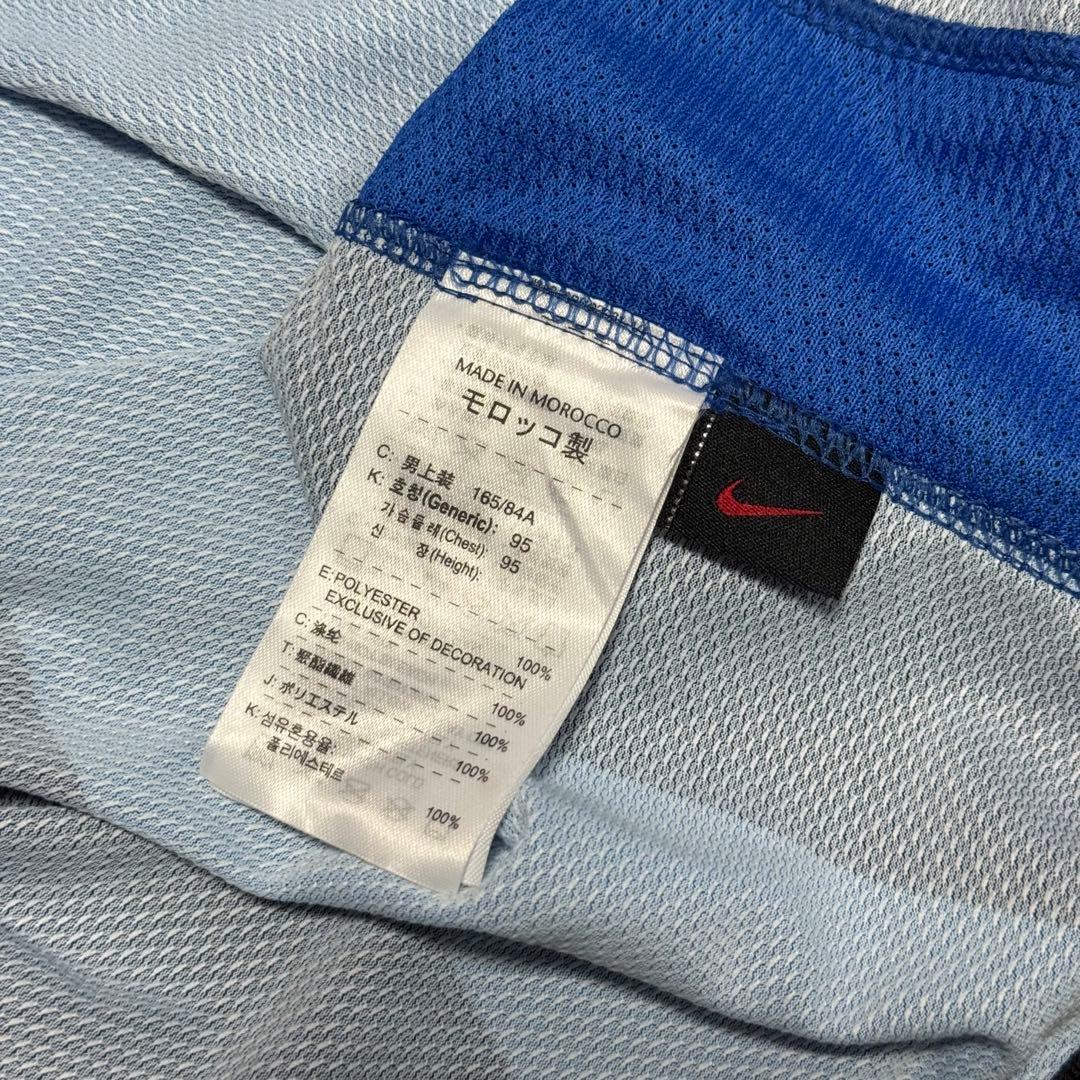 MADE IN MOROCCO
モロッコ製
C: 男上装 165/84A
K: 호칭(Generic): 95
가슴둘레(Chest): 95
신 장(Height):
E: POLYESTER 100%
EXCLUSIVE OF DECORATION
C: 涤纶 100%
T: 聚酯纖維 100%
J: ポリエステル 100%
K: 섬유혼용율:
폴리에스테르 100%